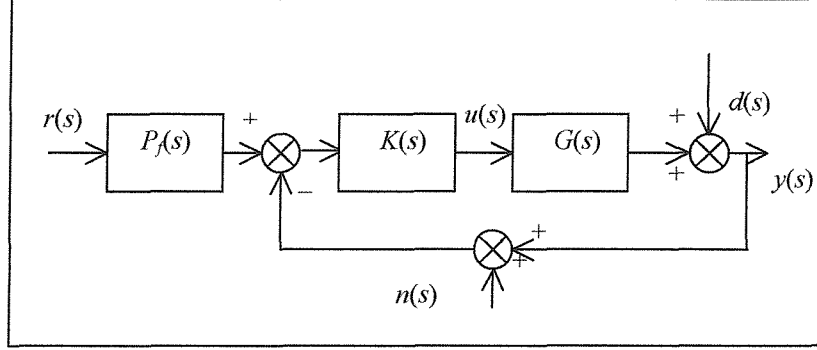 r(s)
P_f(s)
+
−
K(s)
u(s)
G(s)
+
+
d(s)
y(s)
+
+
n(s)